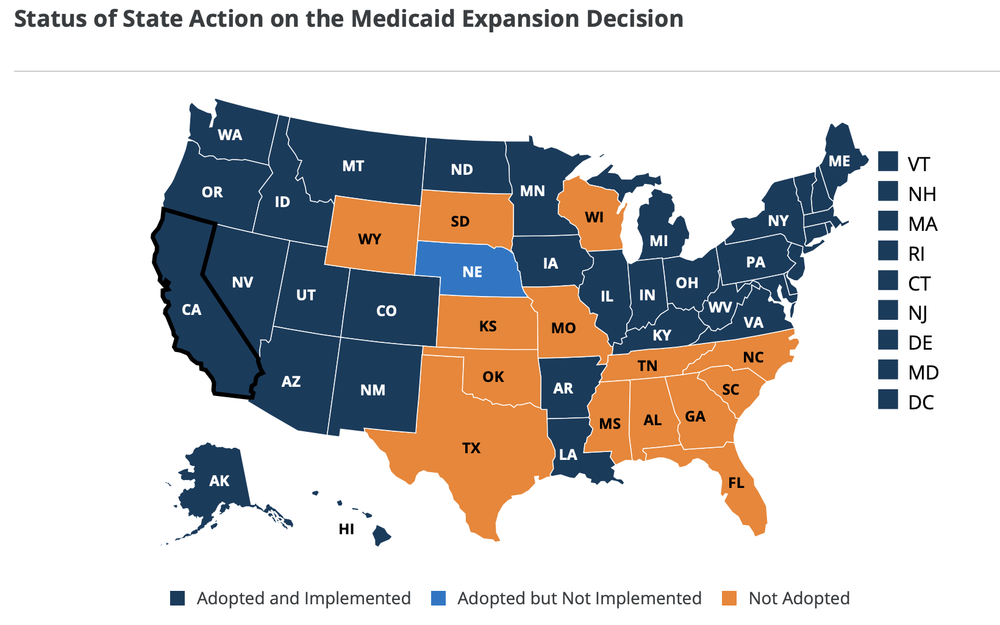 Status of State Action on the Medicaid Expansion Decision
WA
MT
ND
MN
ME
OR
ID
SD
WI
NY
VT
NH
MA
RI
CT
NJ
DE
MD
DC
WY
MI
NE
IA
PA
NV
UT
CO
IL
IN
OH
WV
VA
CA
KS
MO
KY
AZ
NM
OK
AR
TN
NC
SC
MS
AL
GA
TX
LA
FL
AK
HI
Adopted and Implemented
Adopted but Not Implemented
Not Adopted